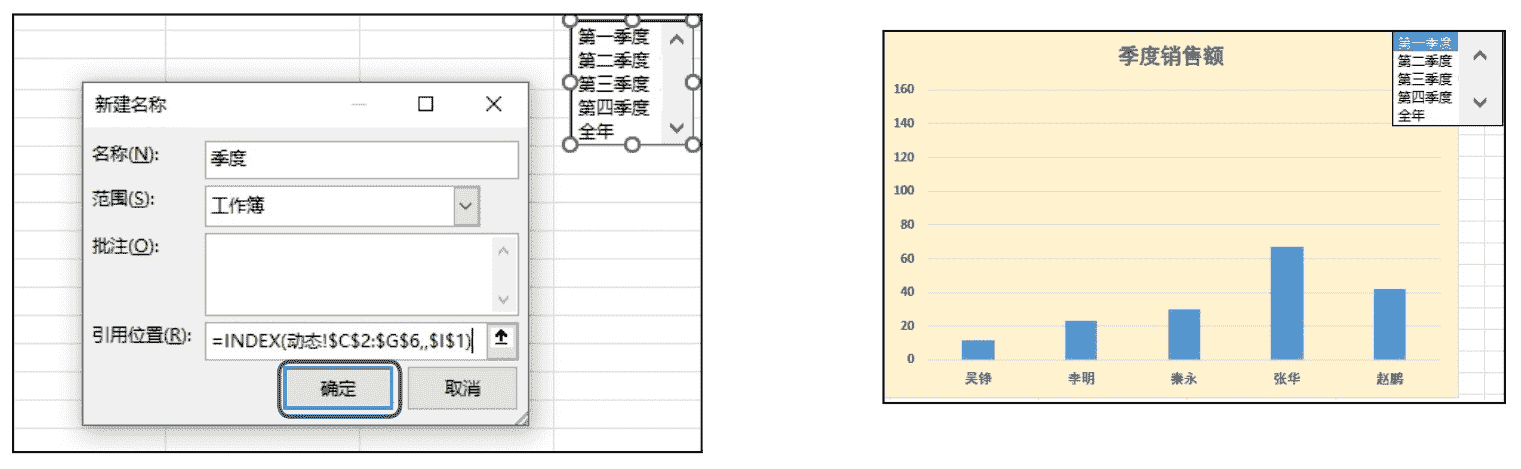 第一季度
第二季度
第三季度
第四季度
全年
新建名称
名称(N):
季度
范围(S):
工作簿
批注(O):
引用位置(R):
=INDEX(动态!$C$2:$G$6,,$I$1)
确定
取消
季度销售额
第一季度
第二季度
第三季度
第四季度
全年
160
140
120
100
80
60
40
20
0
吴铮 李明 秦永 张华 赵鹏